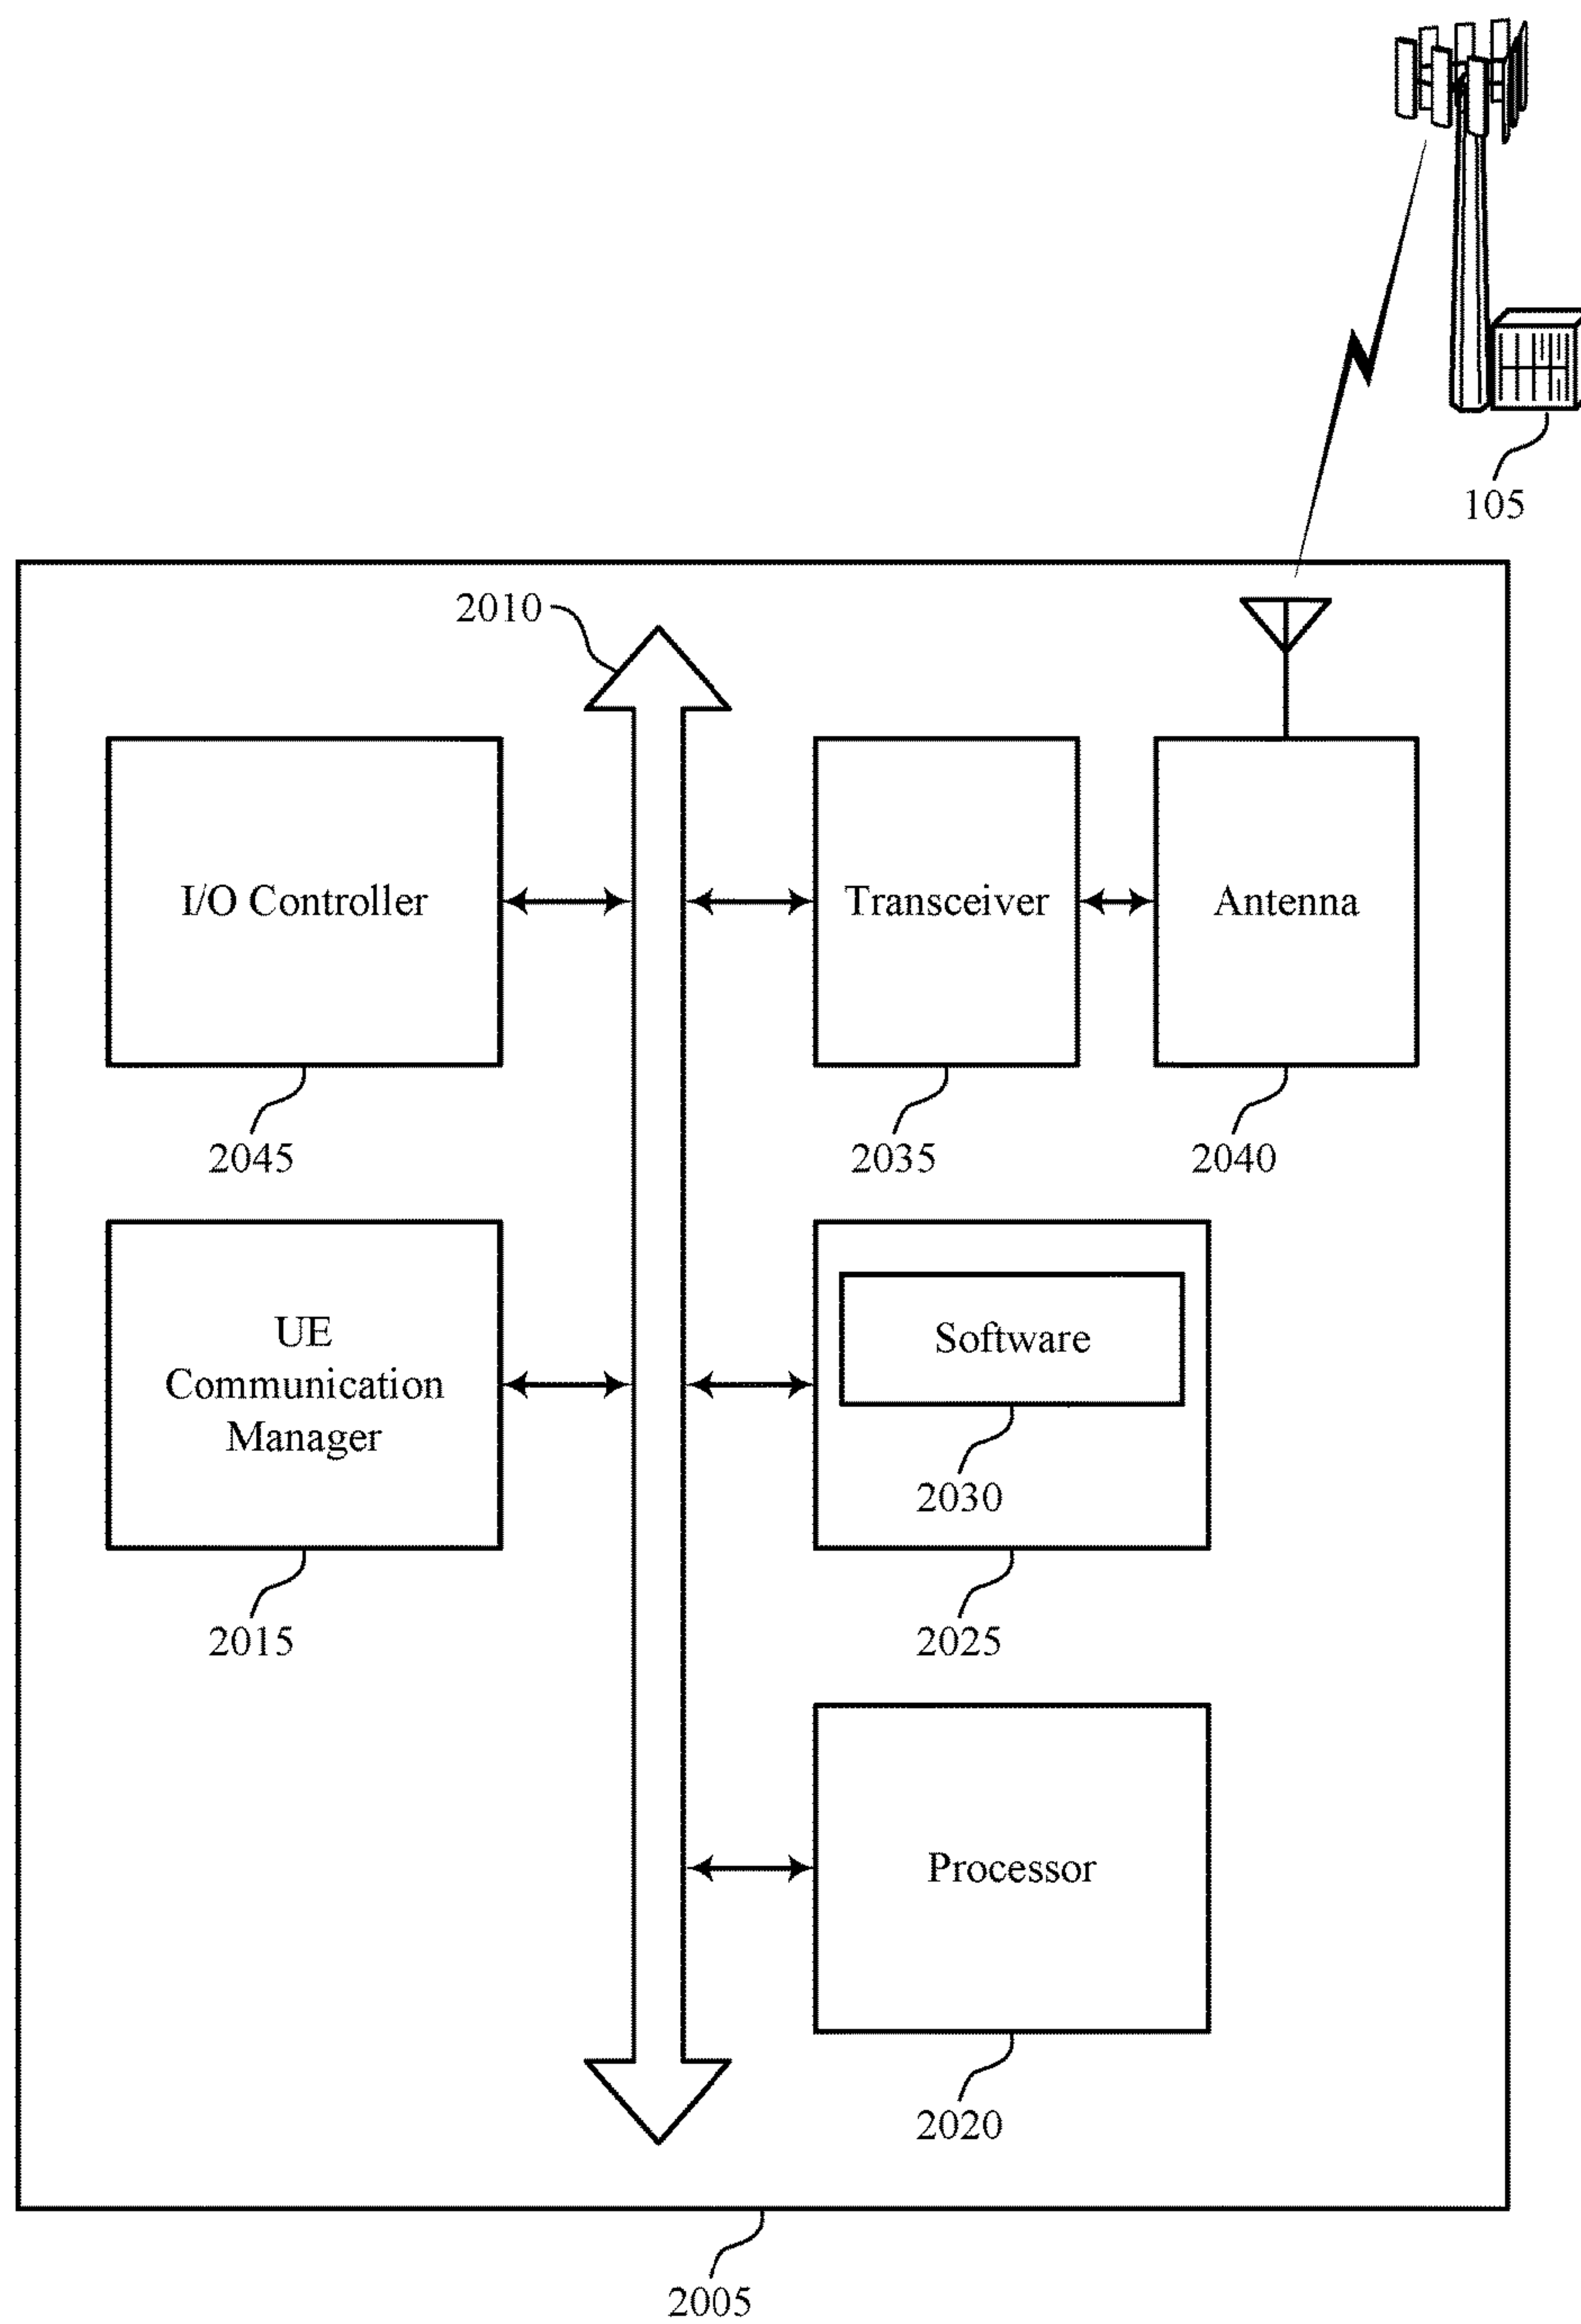 105
2010
I/O Controller
Transceiver
Antenna
2045
2035
2040
UE
Communication
Manager
Software
2030
2015
2025
Processor
2020
2005